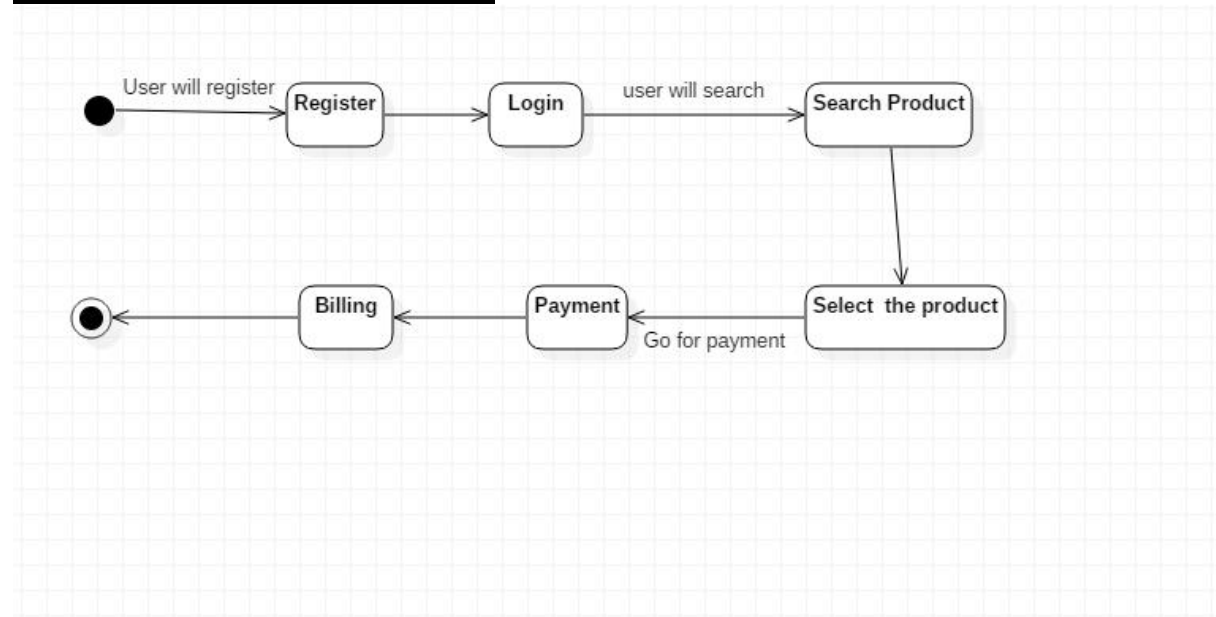 User will register
Register
Login
user will search
Search Product
Billing
Payment
Go for payment
Select  the product